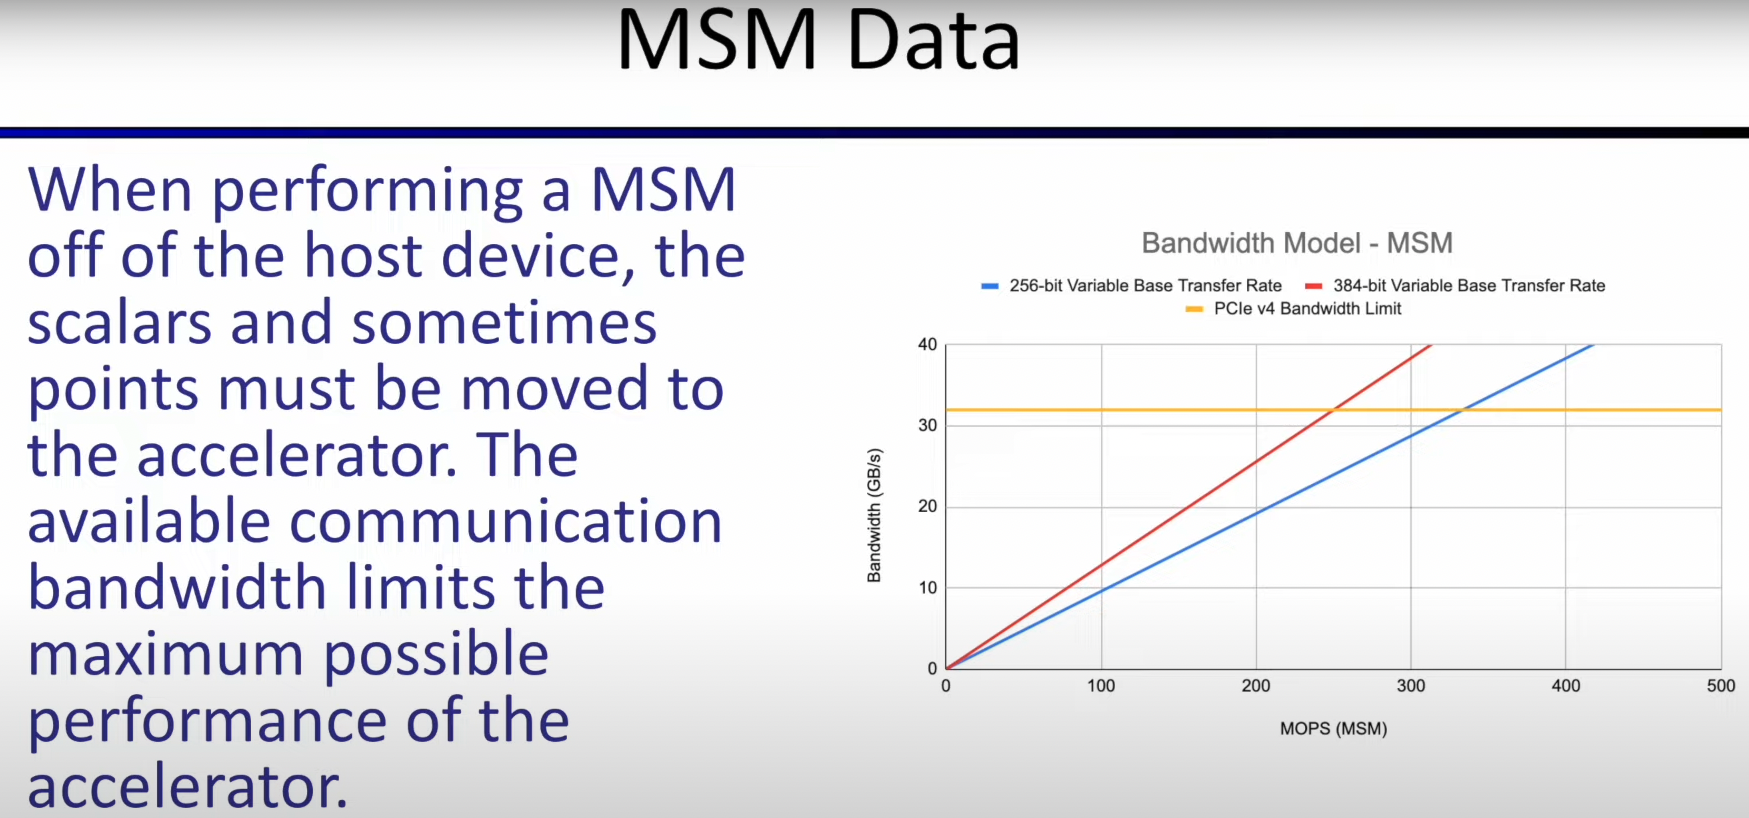 MSM Data
When performing a MSM
off of the host device, the
scalars and sometimes
points must be moved to
the accelerator. The
available communication
bandwidth limits the
maximum possible
performance of the
accelerator.
Bandwidth Model - MSM
256-bit Variable Base Transfer Rate 384-bit Variable Base Transfer Rate
PCIe v4 Bandwidth Limit
40
30
20
10
0
Bandwidth (GB/s)
0 100 200 300 400 500
MOPS (MSM)